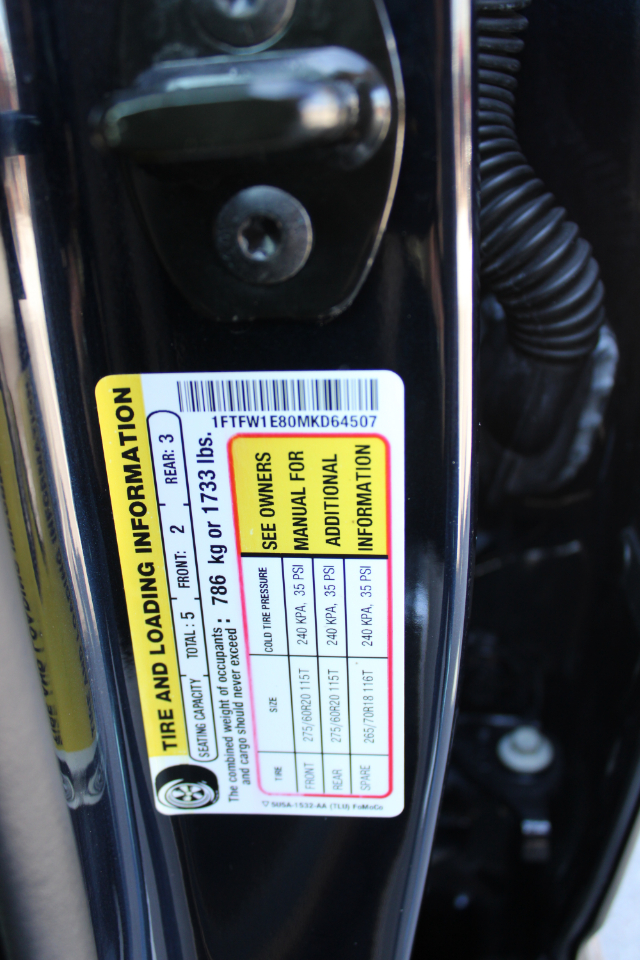 TIRE AND LOADING INFORMATION
SEATING CAPACITY TOTAL: 5 FRONT: 2 REAR: 3
The combined weight of occupants
and cargo should never exceed : 786 kg or 1733 lbs.
1FTFW1E80MKD64507
TIRE SIZE COLD TIRE PRESSURE SEE OWNERS
FRONT 275/60R20 115T 240 KPA, 35 PSI MANUAL FOR
REAR 275/60R20 115T 240 KPA, 35 PSI ADDITIONAL
SPARE 265/70R18 116T 240 KPA, 35 PSI INFORMATION
5USA-1532-AA (7LU) FoMoCo